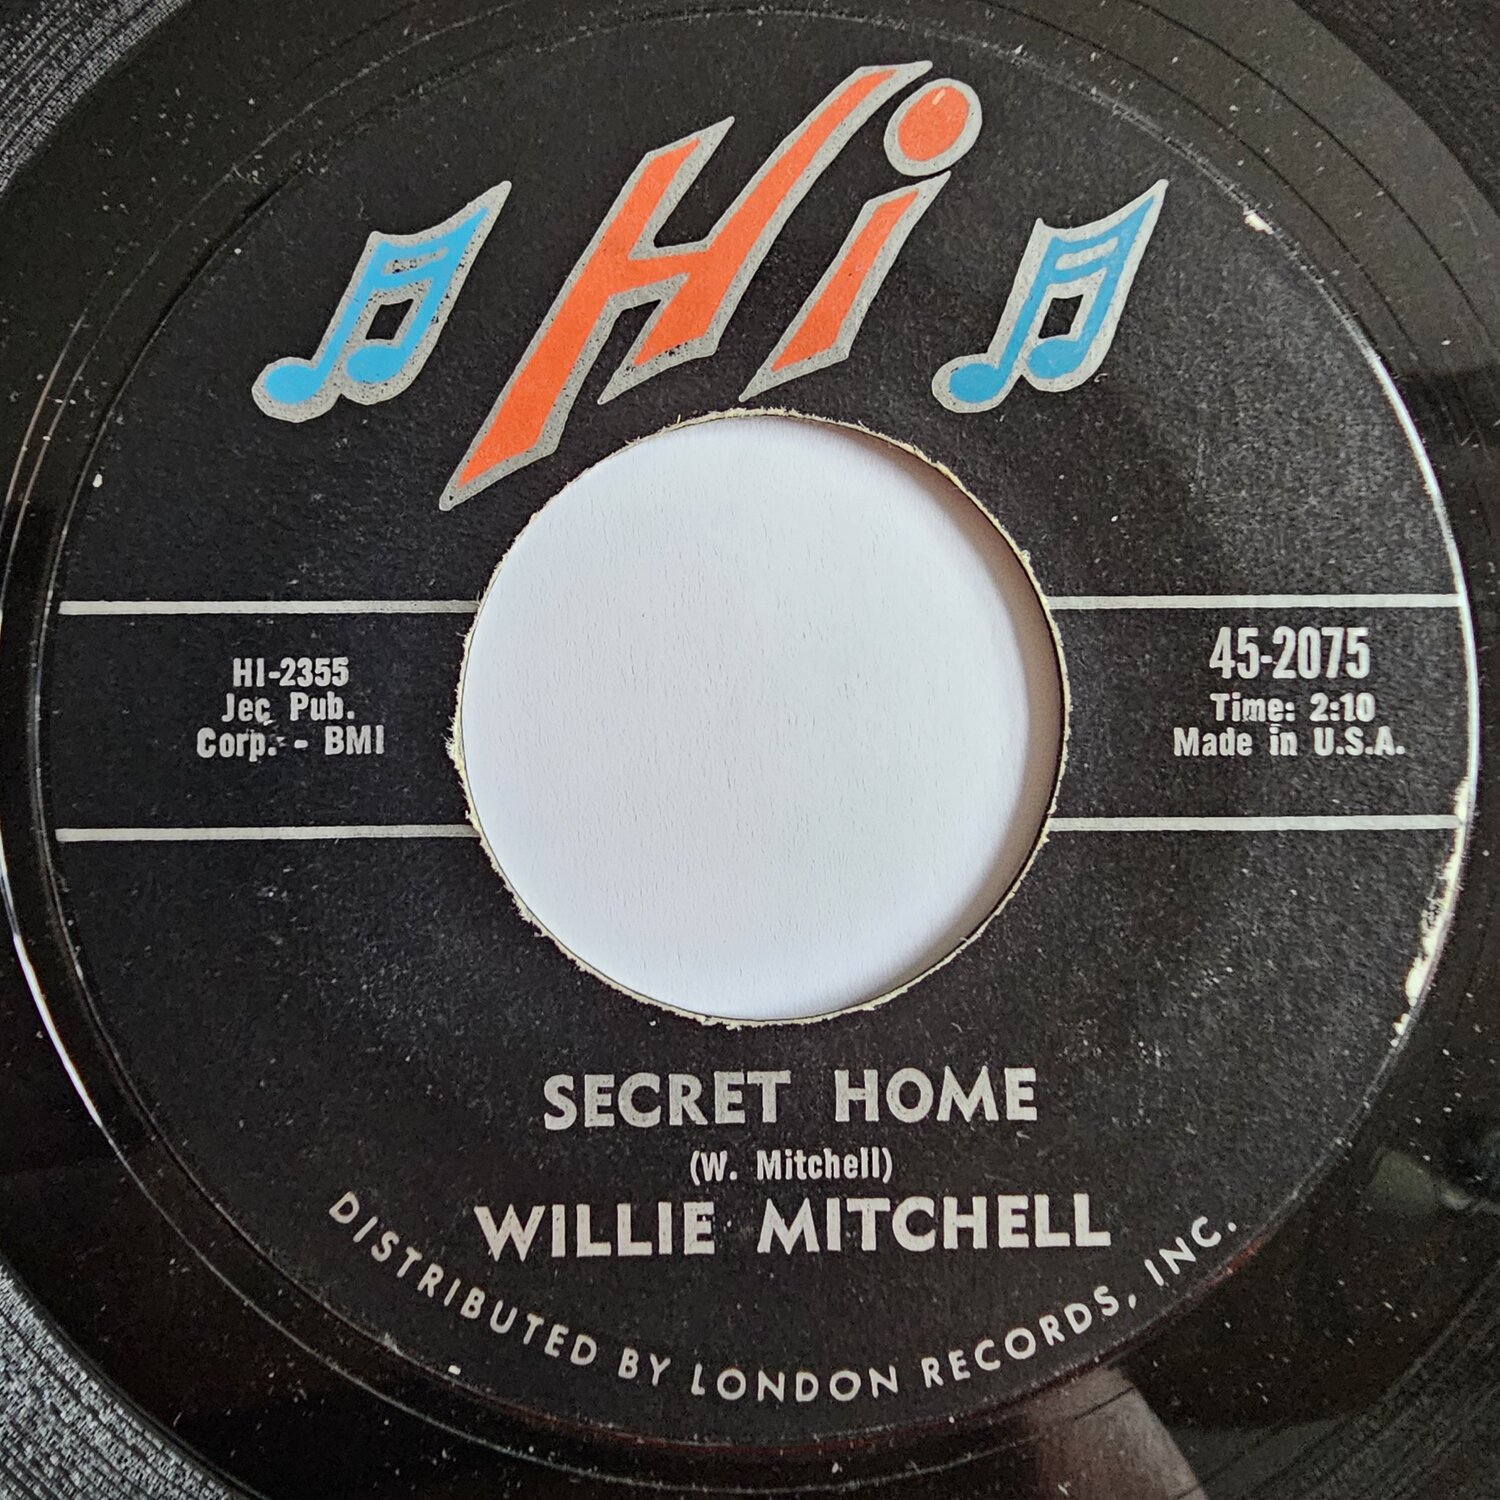 Hi
HI-2355
Jec Pub.
Corp. - BMI
45-2075
Time: 2:10
Made in U.S.A.
SECRET HOME
(W. Mitchell)
WILLIE MITCHELL
DISTRIBUTED BY LONDON RECORDS, INC.